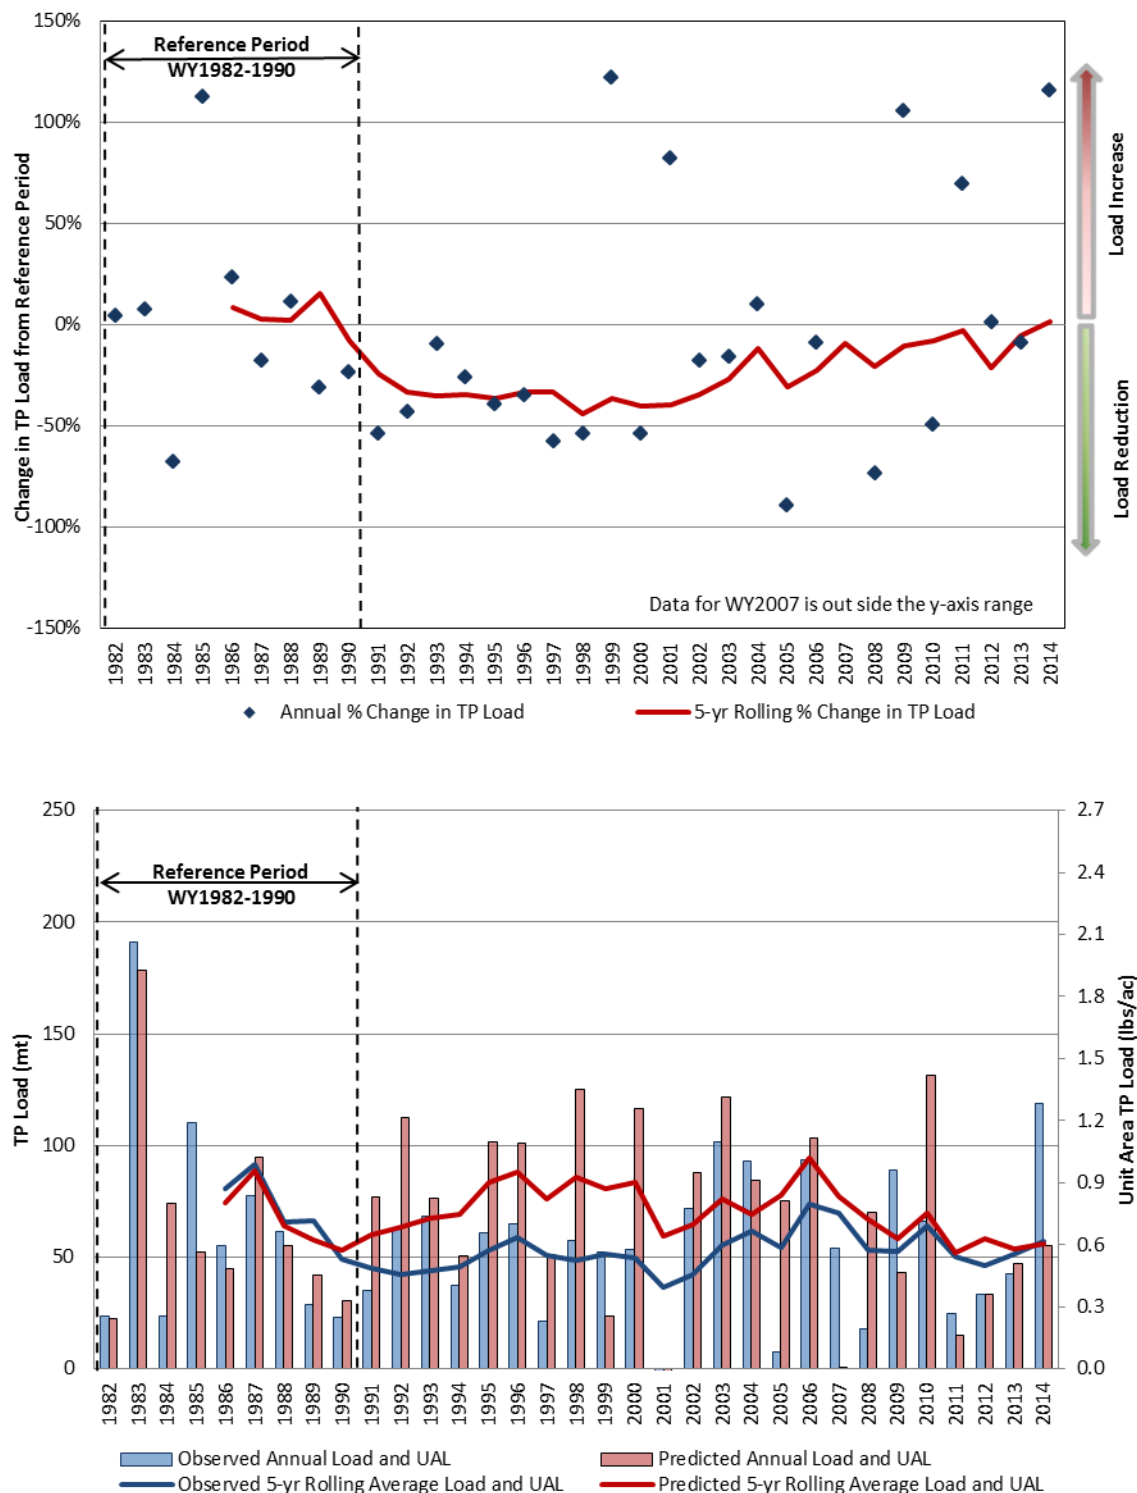 150%
100%
50%
0%
-50%
-100%
-150%
Change in TP Load from Reference Period
Reference Period
WY1982-1990
Load Increase
Load Reduction
Data for WY2007 is out side the y-axis range
1982 1983 1984 1985 1986 1987 1988 1989 1990 1991 1992 1993 1994 1995 1996 1997 1998 1999 2000 2001 2002 2003 2004 2005 2006 2007 2008 2009 2010 2011 2012 2013 2014
Annual % Change in TP Load 5-yr Rolling % Change in TP Load
250
200
150
100
50
0
TP Load (mt)
Reference Period
WY1982-1990
2.7
2.4
2.1
1.8
1.5
1.2
0.9
0.6
0.3
0.0
Unit Area TP Load (lbs/ac)
1982 1983 1984 1985 1986 1987 1988 1989 1990 1991 1992 1993 1994 1995 1996 1997 1998 1999 2000 2001 2002 2003 2004 2005 2006 2007 2008 2009 2010 2011 2012 2013 2014
Observed Annual Load and UAL Predicted Annual Load and UAL
Observed 5-yr Rolling Average Load and UAL Predicted 5-yr Rolling Average Load and UAL